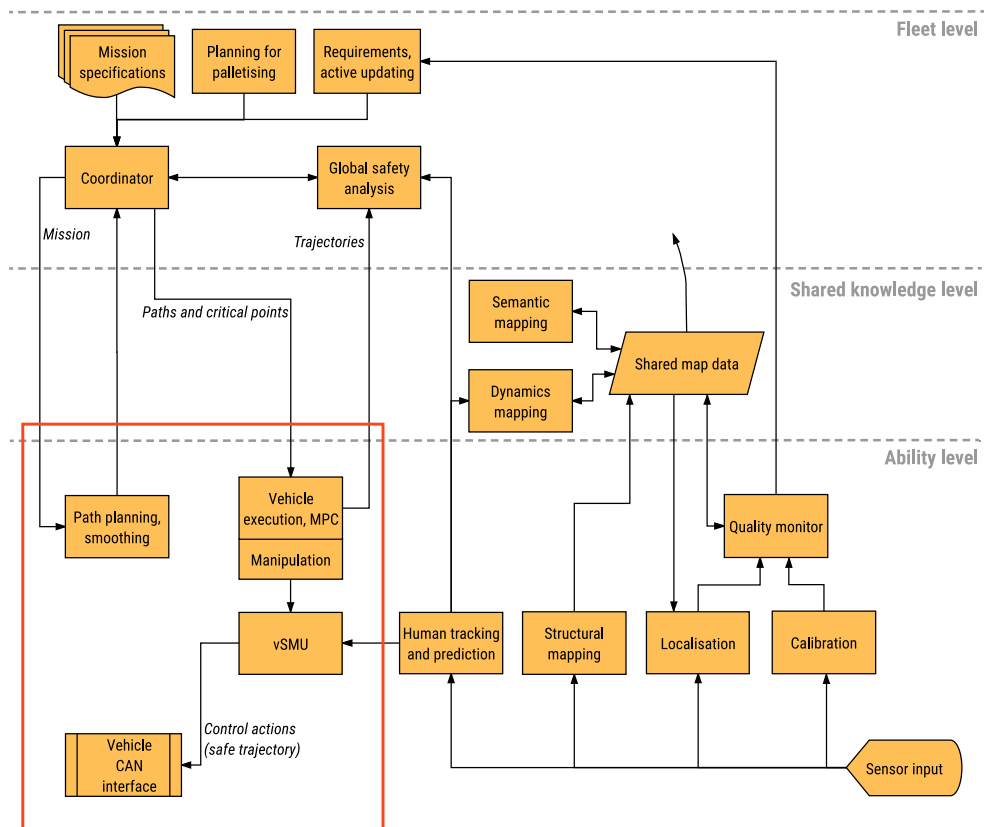 Fleet level
Mission
specifications
Planning for
palletising
Requirements,
active updating
Coordinator
Global safety
analysis
Mission
Trajectories
Shared knowledge level
Paths and critical points
Semantic
mapping
Shared map data
Dynamics
mapping
Ability level
Path planning,
smoothing
Vehicle
execution, MPC
Manipulation
Quality monitor
vSMU
Human tracking
and prediction
Structural
mapping
Localisation
Calibration
Control actions
(safe trajectory)
Vehicle
CAN
interface
Sensor input